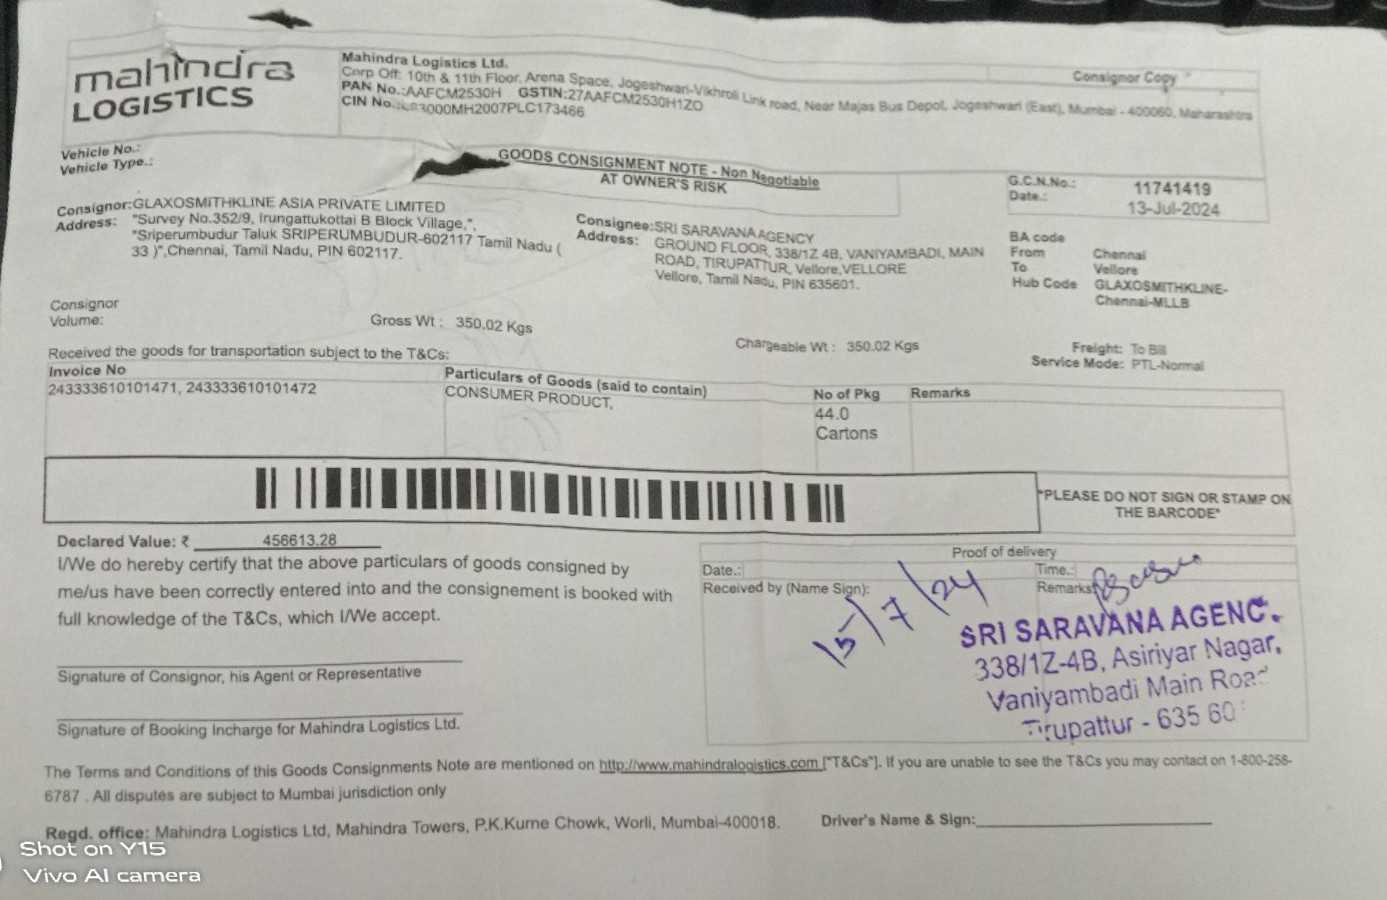 mahindra
LOGISTICS
Mahindra Logistics Ltd.
Corp Off: 10th & 11th Floor, Arena Space, Jogeshwari-Vikhroli Link road, Near Majas Bus Depot, Jogeshwari (East), Mumbai - 400060, Maharashtra
PAN No.:AAFCM2530H GSTIN:27AAFCM2530H1ZO
CIN No.: 3000MH2007PLC173466
Consignor Copy
Vehicle No.:
Vehicle Type.:
GOODS CONSIGNMENT NOTE - Non Negotiable
AT OWNER'S RISK
G.C.N.No.: 11741419
Date.: 13-Jul-2024
Consignor:GLAXOSMITHKLINE ASIA PRIVATE LIMITED
Address: "Survey No.352/9, Irungattukottai B Block Village,",
"Sriperumbudur Taluk SRIPERUMBUDUR-602117 Tamil Nadu (
33 )",Chennai, Tamil Nadu, PIN 602117.
Consignee:SRI SARAVANA AGENCY
Address: GROUND FLOOR, 338/1Z 4B, VANIYAMBADI, MAIN
ROAD, TIRUPATTUR, Vellore,VELLORE
Vellore, Tamil Nadu, PIN 635601.
BA code
From Chennai
To Vellore
Hub Code GLAXOSMITHKLINE-
Chennai-MLLB
Consignor
Volume:
Gross Wt : 350.02 Kgs
Chargeable Wt : 350.02 Kgs
Freight: To Bill
Service Mode: PTL-Normal
Received the goods for transportation subject to the T&Cs:
Invoice No Particulars of Goods (said to contain) No of Pkg Remarks
243333610101471, 243333610101472 CONSUMER PRODUCT, 44.0
Cartons
*PLEASE DO NOT SIGN OR STAMP ON
THE BARCODE*
Declared Value: ₹ 456613.28
I/We do hereby certify that the above particulars of goods consigned by
me/us have been correctly entered into and the consignement is booked with
full knowledge of the T&Cs, which I/We accept.
Signature of Consignor, his Agent or Representative
Signature of Booking Incharge for Mahindra Logistics Ltd.
Proof of delivery
Date.: Time.:
Received by (Name Sign): Remarks
15/7/24
SRI SARAVANA AGENC.
338/1Z-4B, Asiriyar Nagar,
Vaniyambadi Main Road
Tirupattur - 635 60
The Terms and Conditions of this Goods Consignments Note are mentioned on http://www.mahindralogistics.com ["T&Cs"]. If you are unable to see the T&Cs you may contact on 1-800-258-
6787 . All disputes are subject to Mumbai jurisdiction only
Regd. office: Mahindra Logistics Ltd, Mahindra Towers, P.K.Kurne Chowk, Worli, Mumbai-400018.
Driver's Name & Sign:
Shot on Y15
Vivo AI camera